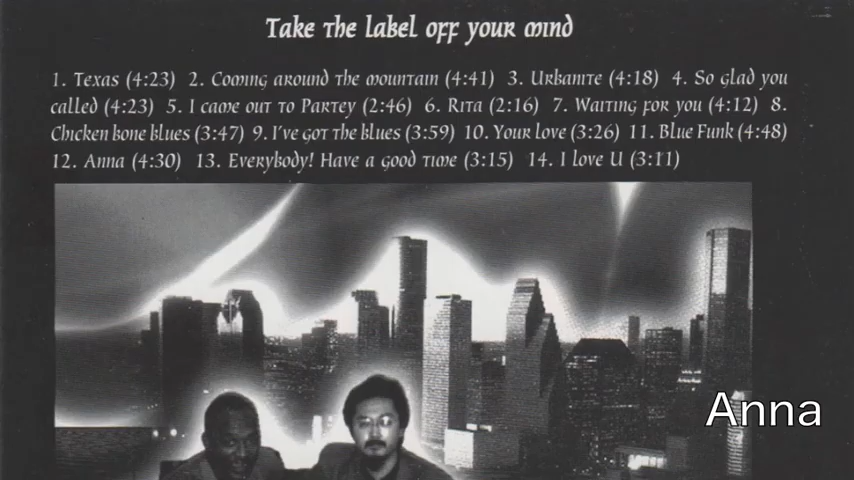 Take the label off your mind
1. Texas (4:23) 2. Coming around the mountain (4:41) 3. Urbanite (4:18) 4. So glad you
called (4:23) 5. I came out to Partey (2:46) 6. Rita (2:16) 7. Waiting for you (4:12) 8.
Chicken bone blues (3:47) 9. I've got the blues (3:59) 10. Your love (3:26) 11. Blue Funk (4:48)
12. Anna (4:30) 13. Everybody! Have a good time (3:15) 14. I love U (3:11)
Anna